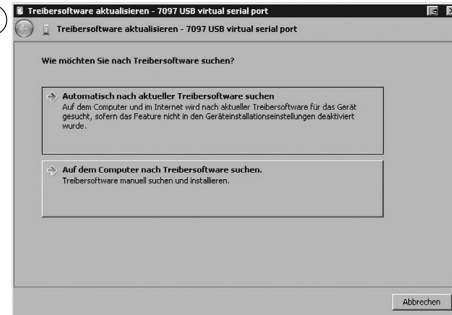 Treibersoftware aktualisieren - 7097 USB virtual serial port
Treibersoftware aktualisieren - 7097 USB virtual serial port
Wie möchten Sie nach Treibersoftware suchen?
Automatisch nach aktueller Treibersoftware suchen
Auf dem Computer und im Internet wird nach aktueller Treibersoftware für das Gerät
gesucht, sofern das Feature nicht in den Geräteinstallationseinstellungen deaktiviert
wurde.
Auf dem Computer nach Treibersoftware suchen.
Treibersoftware manuell suchen und installieren.
Abbrechen